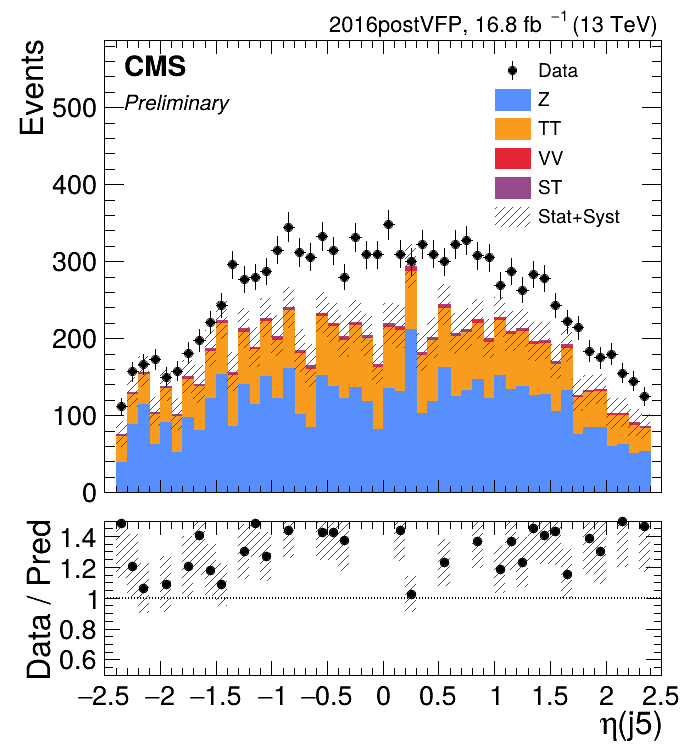 2016postVFP, 16.8 fb⁻¹ (13 TeV)
CMS
Preliminary
Events
500
400
300
200
100
0
Data
Z
TT
VV
ST
Stat+Syst
Data / Pred
1.4
1.2
1
0.8
0.6
−2.5 −2 −1.5 −1 −0.5 0 0.5 1 1.5 2 2.5
η(j5)